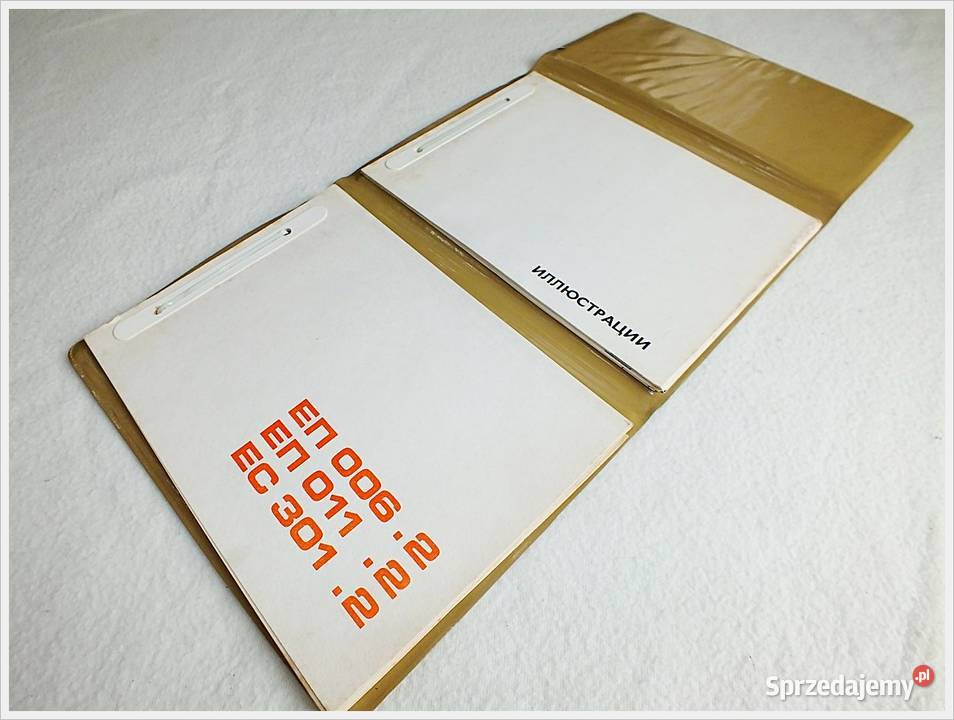 ЕП 006.2
ЕП 011.2
ЕС 301.2
ИЛЛЮСТРАЦИИ
Sprzedajemy.pl